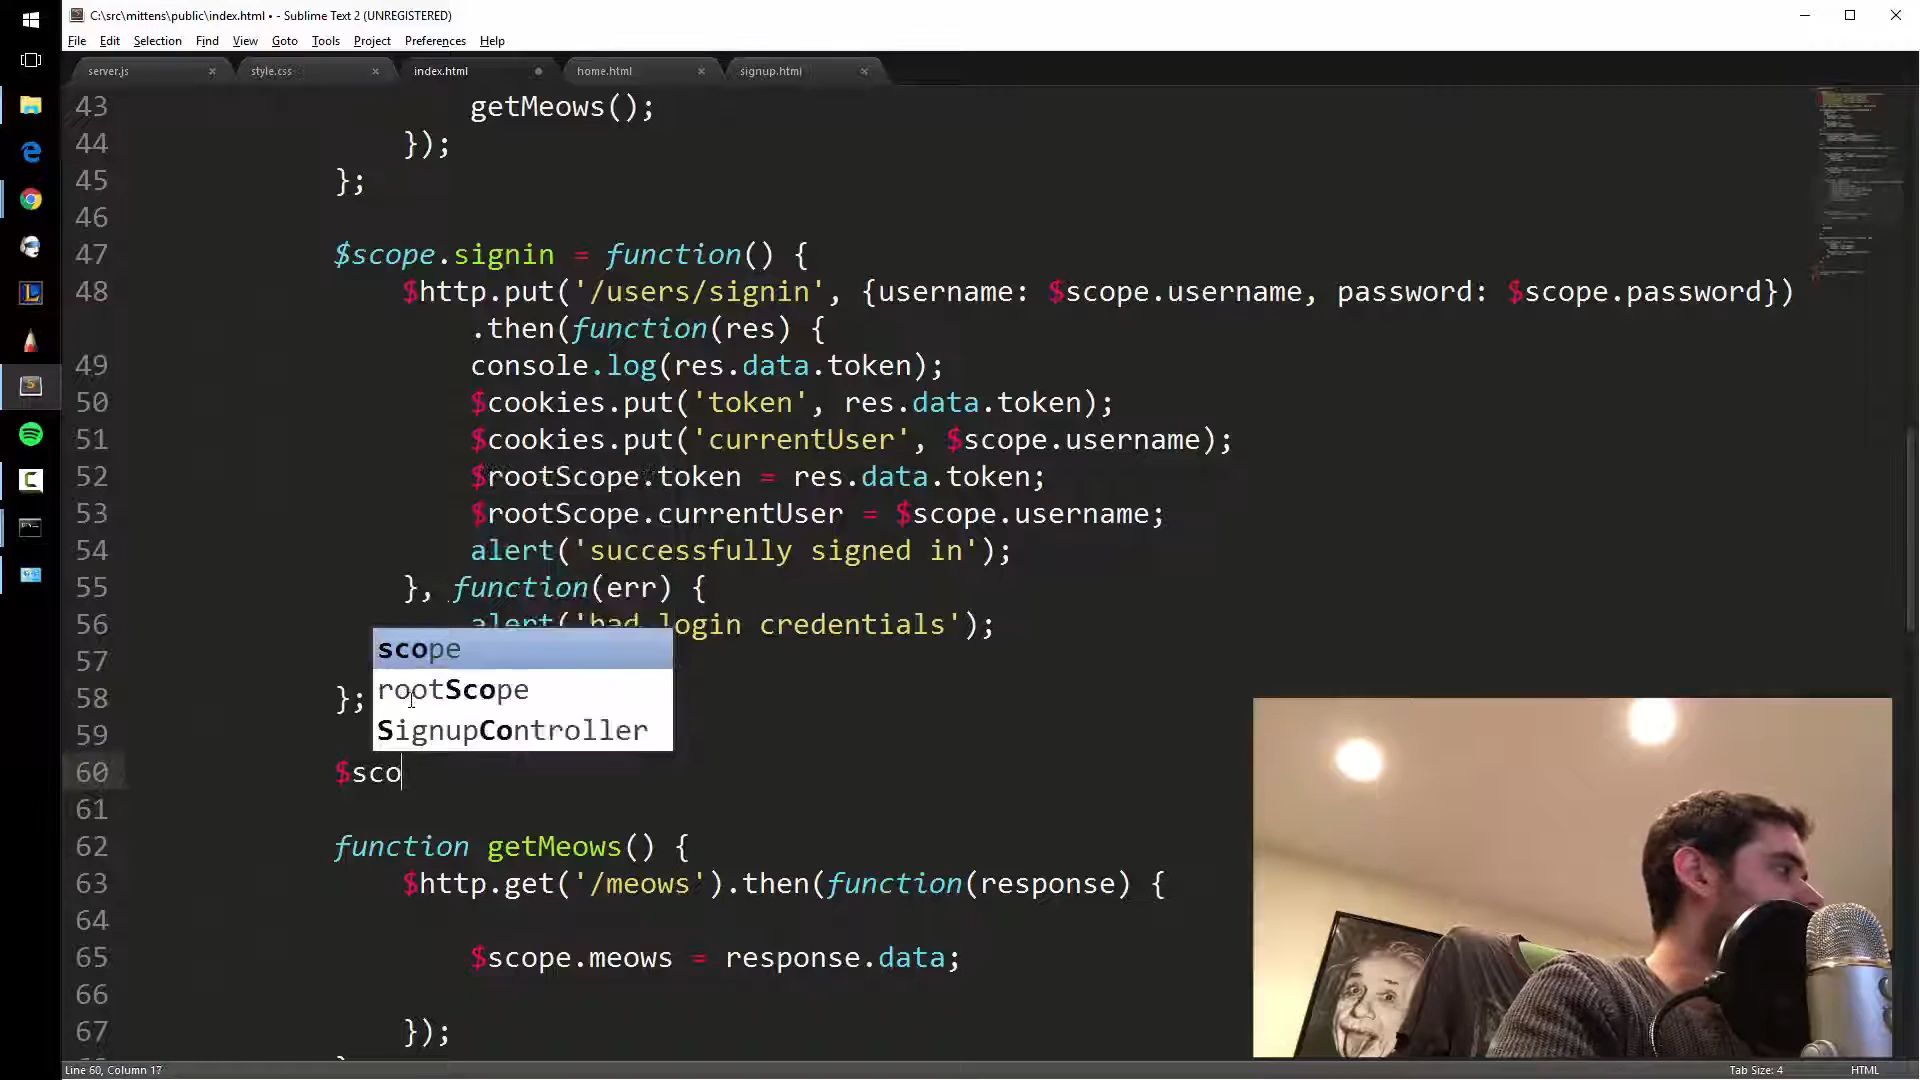 C:\src\mittens\public\index.html • - Sublime Text 2 (UNREGISTERED)
File Edit Selection Find View Goto Tools Project Preferences Help
server.js style.css index.html home.html signup.html
43 getMeows();
44 });
45 };
46
47 $scope.signin = function() {
48 $http.put('/users/signin', {username: $scope.username, password: $scope.password})
.then(function(res) {
49 console.log(res.data.token);
50 $cookies.put('token', res.data.token);
51 $cookies.put('currentUser', $scope.username);
52 $rootScope.token = res.data.token;
53 $rootScope.currentUser = $scope.username;
54 alert('successfully signed in');
55 }, function(err) {
56 alert('bad login credentials');
57
scope
58 };
rootScope
59
SignupController
60 $sco
61
62 function getMeows() {
63 $http.get('/meows').then(function(response) {
64
65 $scope.meows = response.data;
66
67 });
Line 60, Column 17 Tab Size: 4 HTML